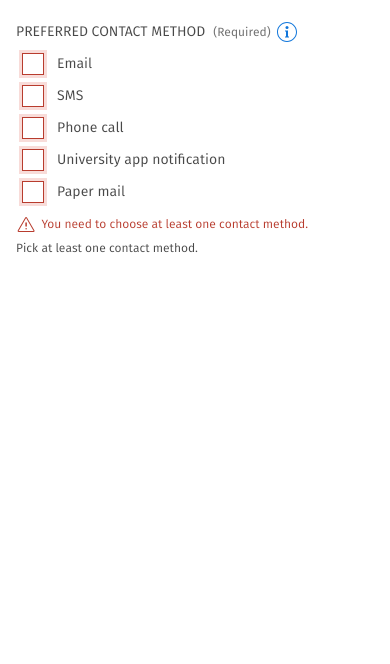 PREFERRED CONTACT METHOD (Required)
Email
SMS
Phone call
University app notification
Paper mail
You need to choose at least one contact method.
Pick at least one contact method.